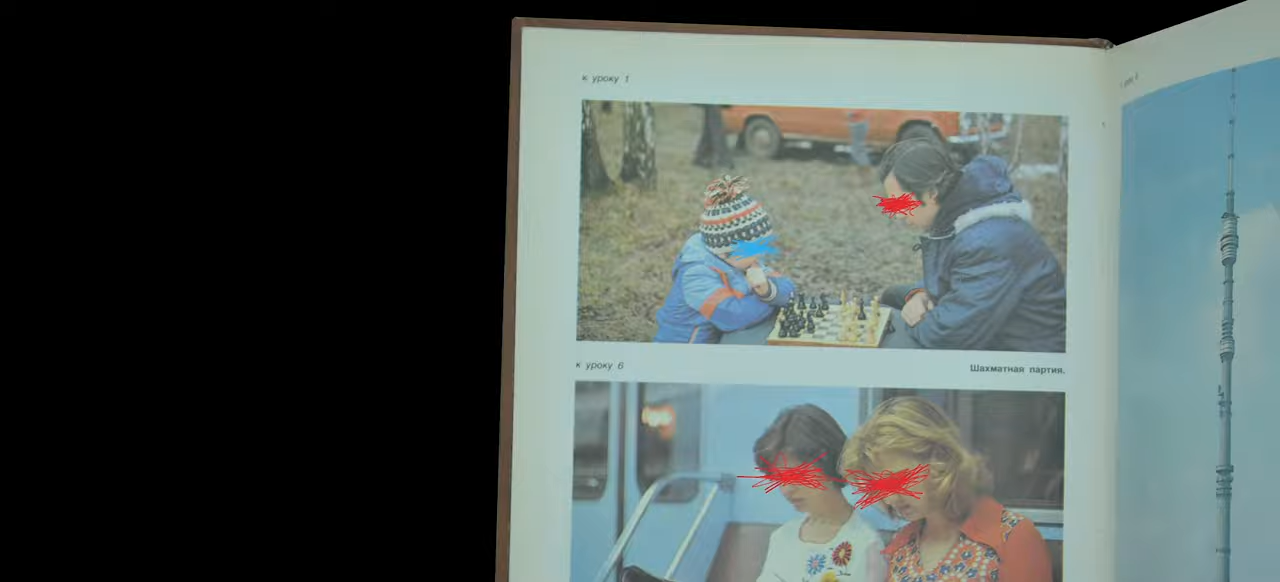 к уроку 1
к уроку 6
Шахматная партия.